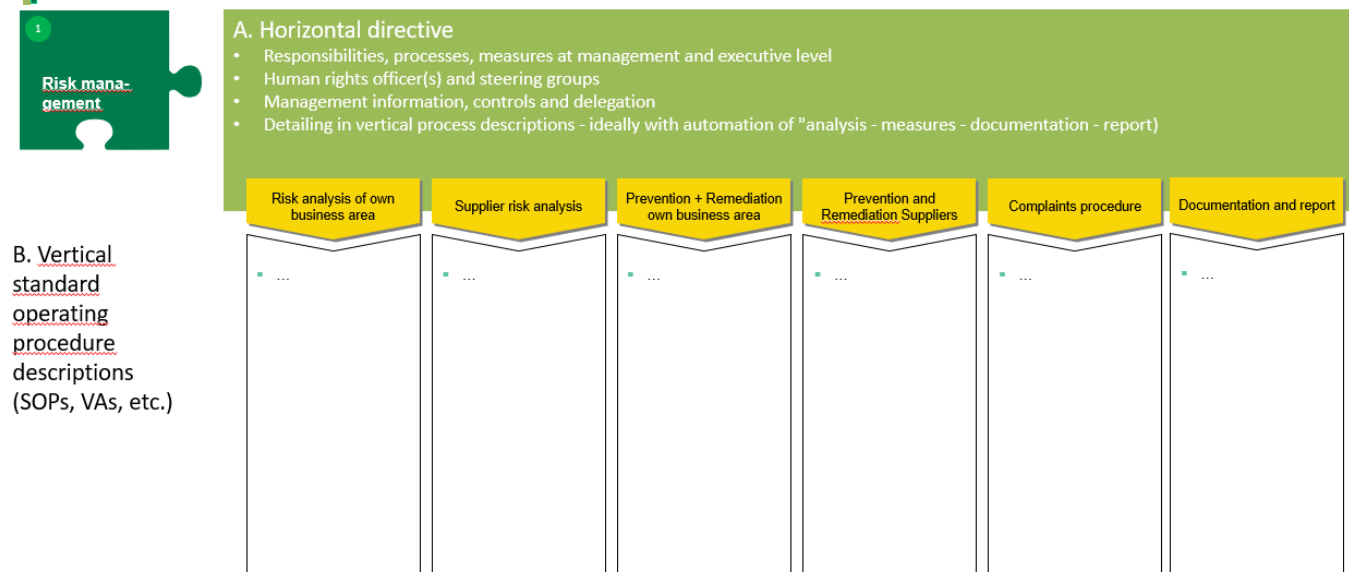 1
Risk mana-
gement
A. Horizontal directive
• Responsibilities, processes, measures at management and executive level
• Human rights officer(s) and steering groups
• Management information, controls and delegation
• Detailing in vertical process descriptions - ideally with automation of "analysis - measures - documentation - report)
Risk analysis of own
business area
Supplier risk analysis
Prevention + Remediation
own business area
Prevention and
Remediation Suppliers
Complaints procedure
Documentation and report
B. Vertical
standard
operating
procedure
descriptions
(SOPs, VAs, etc.)
▪ ...
▪ ...
▪ ...
▪ ...
▪ ...
▪ ...